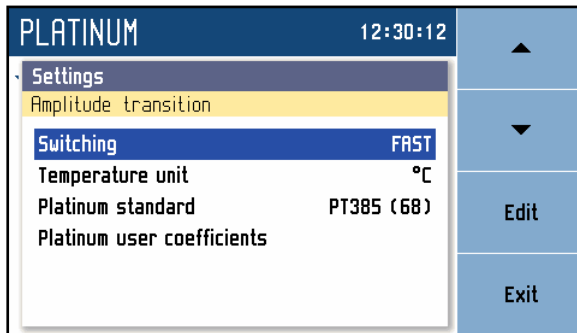 PLATINUM 12:30:12
Settings
Amplitude transition
Switching FAST
Temperature unit °C
Platinum standard PT385 (68)
Platinum user coefficients
Edit
Exit